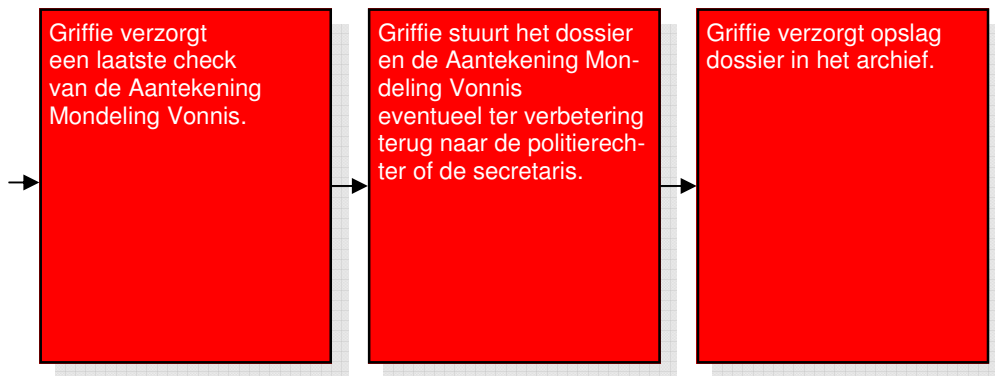 Griffie verzorgt
een laatste check
van de Aantekening
Mondeling Vonnis.
Griffie stuurt het dossier
en de Aantekening Mon-
deling Vonnis
eventueel ter verbetering
terug naar de politierech-
ter of de secretaris.
Griffie verzorgt opslag
dossier in het archief.